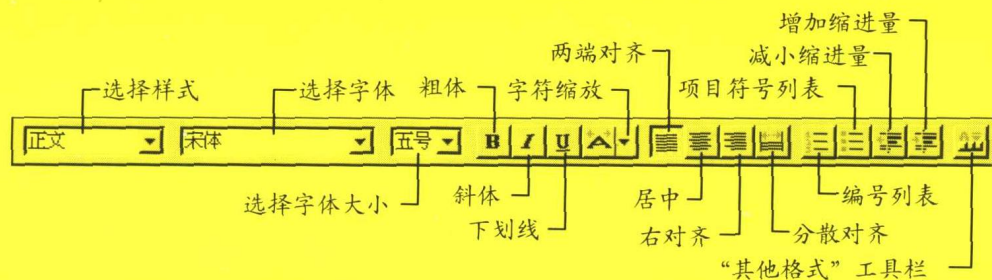 增加缩进量
两端对齐 减小缩进量
选择样式 选择字体 粗体 字符缩放 项目符号列表
正文 宋体 五号 B I U A
选择字体大小 斜体 居中 编号列表
下划线 右对齐 分散对齐
“其他格式”工具栏